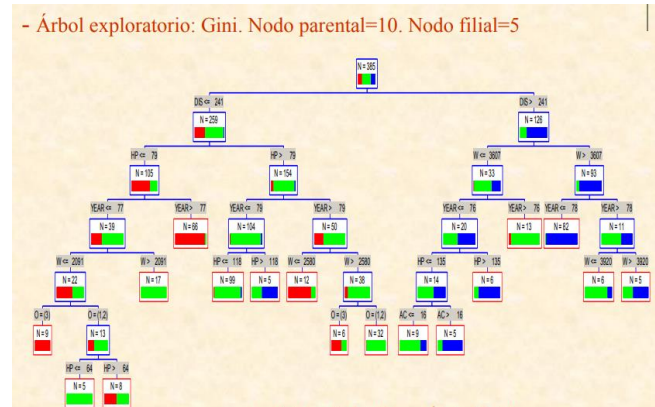 - Árbol exploratorio: Gini. Nodo parental=10. Nodo filial=5
N = 385
DIS <= 241 DIS > 241
N = 259 N = 126
HP <= 79 HP > 79 W <= 3607 W > 3607
N = 105 N = 154 N = 33 N = 93
YEAR <= 77 YEAR > 77 YEAR <= 79 YEAR > 79 YEAR <= 76 YEAR > 76 YEAR <= 78 YEAR > 78
N = 39 N = 66 N = 104 N = 50 N = 20 N = 13 N = 82 N = 11
W <= 2091 W > 2091 HP <= 118 HP > 118 W <= 2580 W > 2580 HP <= 135 HP > 135 W <= 3920 W > 3920
N = 22 N = 17 N = 99 N = 5 N = 12 N = 38 N = 14 N = 6 N = 6 N = 5
O = (3) O = (1,2) O = (3) O = (1,2) AC <= 16 AC > 16
N = 9 N = 13 N = 6 N = 32 N = 9 N = 5
HP <= 64 HP > 64
N = 5 N = 8